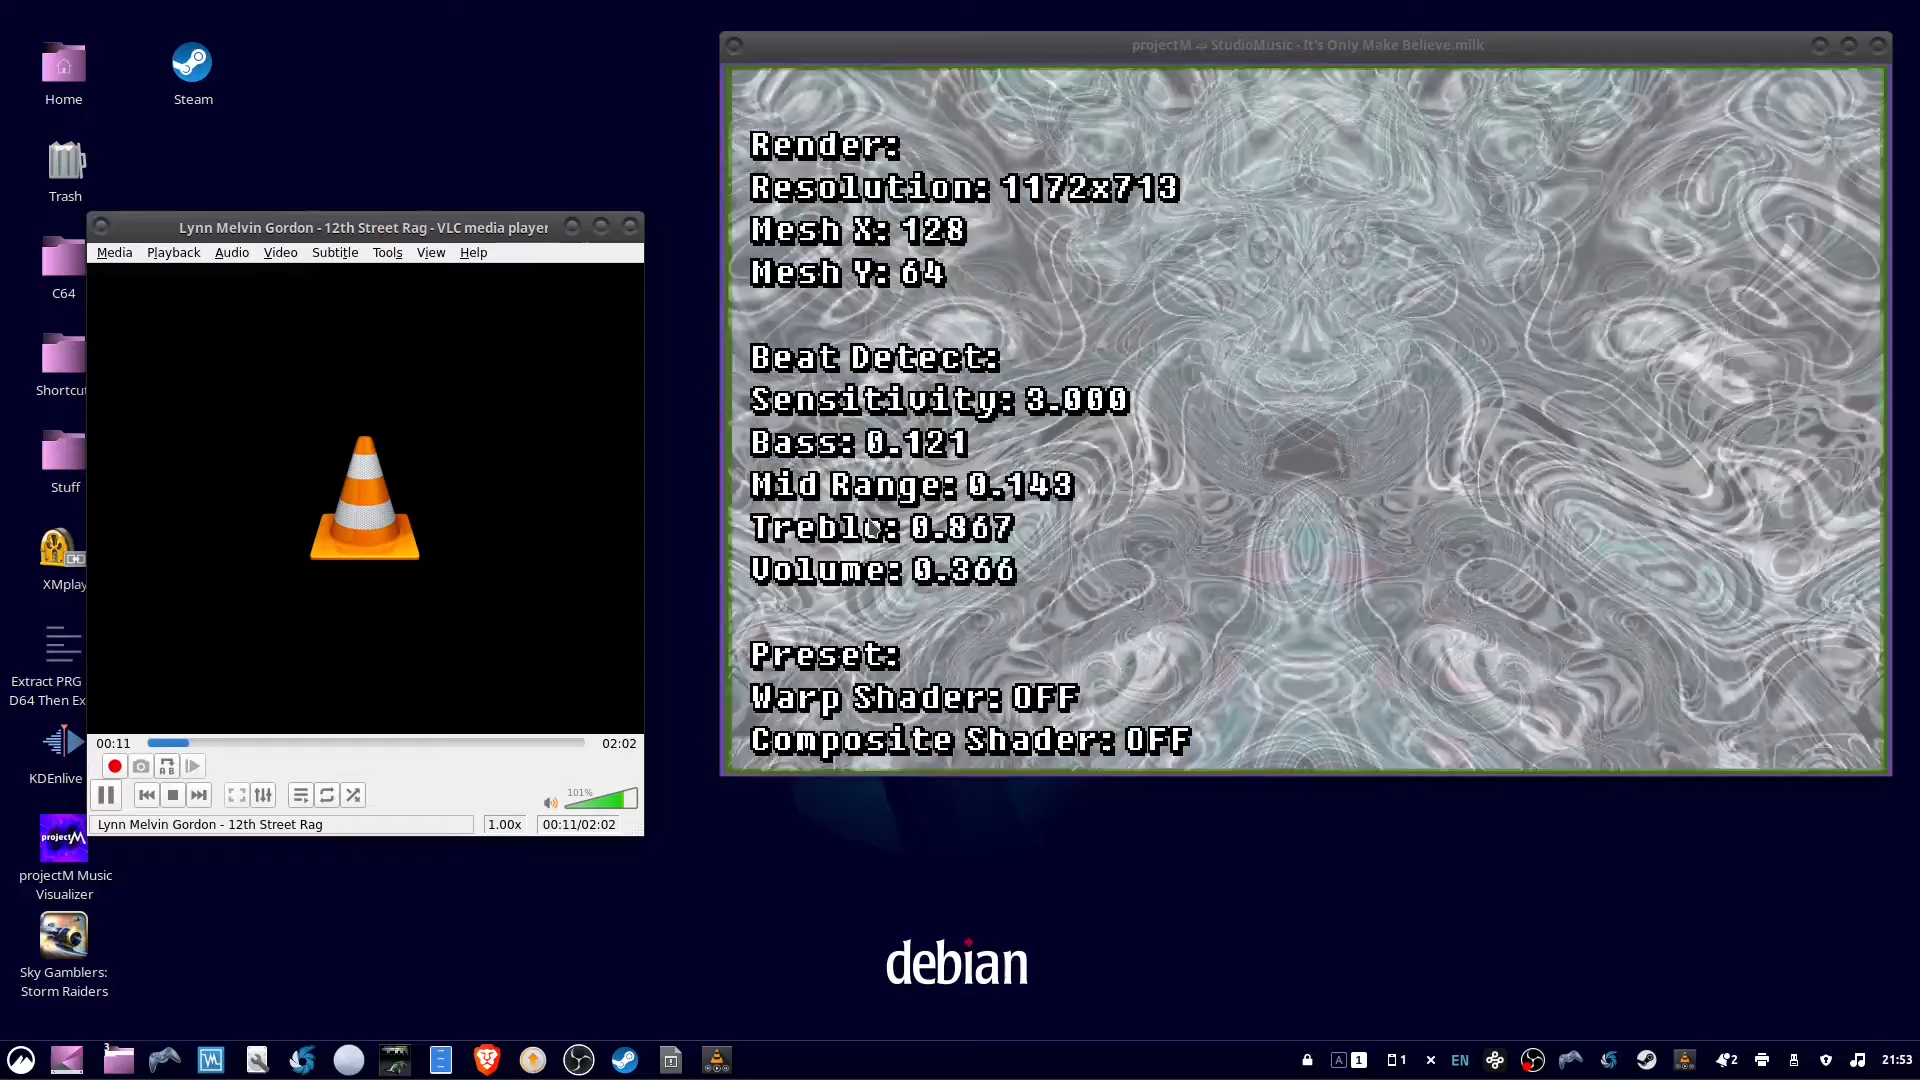 Home
Steam
Trash
C64
Shortcut
Stuff
XMplay
Extract PRG
D64 Then Ex
KDEnlive
projectM
projectM Music
Visualizer
Sky Gamblers:
Storm Raiders
Lynn Melvin Gordon - 12th Street Rag - VLC media player
Media Playback Audio Video Subtitle Tools View Help
00:11 02:02
A B
101%
Lynn Melvin Gordon - 12th Street Rag 1.00x 00:11/02:02
projectM ➫ StudioMusic - It's Only Make Believe.milk
Render:
Resolution: 1172x713
Mesh X: 128
Mesh Y: 64
Beat Detect:
Sensitivity: 3.000
Bass: 0.121
Mid Range: 0.143
Treble: 0.867
Volume: 0.366
Preset:
Warp Shader: OFF
Composite Shader: OFF
debian
3
A 1 1 EN 2 21:53